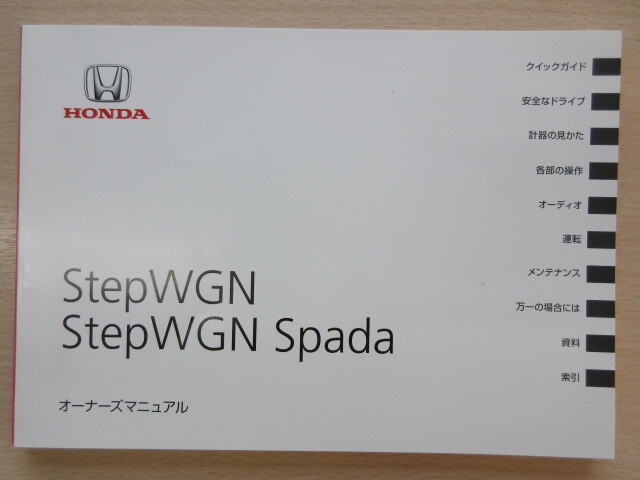 HONDA
StepWGN
StepWGN Spada
オーナーズマニュアル
クイックガイド
安全なドライブ
計器の見かた
各部の操作
オーディオ
運転
メンテナンス
万一の場合には
資料
索引